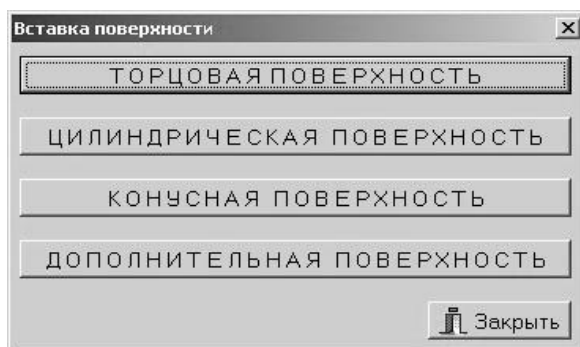 Вставка поверхности
ТОРЦОВАЯ ПОВЕРХНОСТЬ
ЦИЛИНДРИЧЕСКАЯ ПОВЕРХНОСТЬ
КОНУСНАЯ ПОВЕРХНОСТЬ
ДОПОЛНИТЕЛЬНАЯ ПОВЕРХНОСТЬ
Закрыть